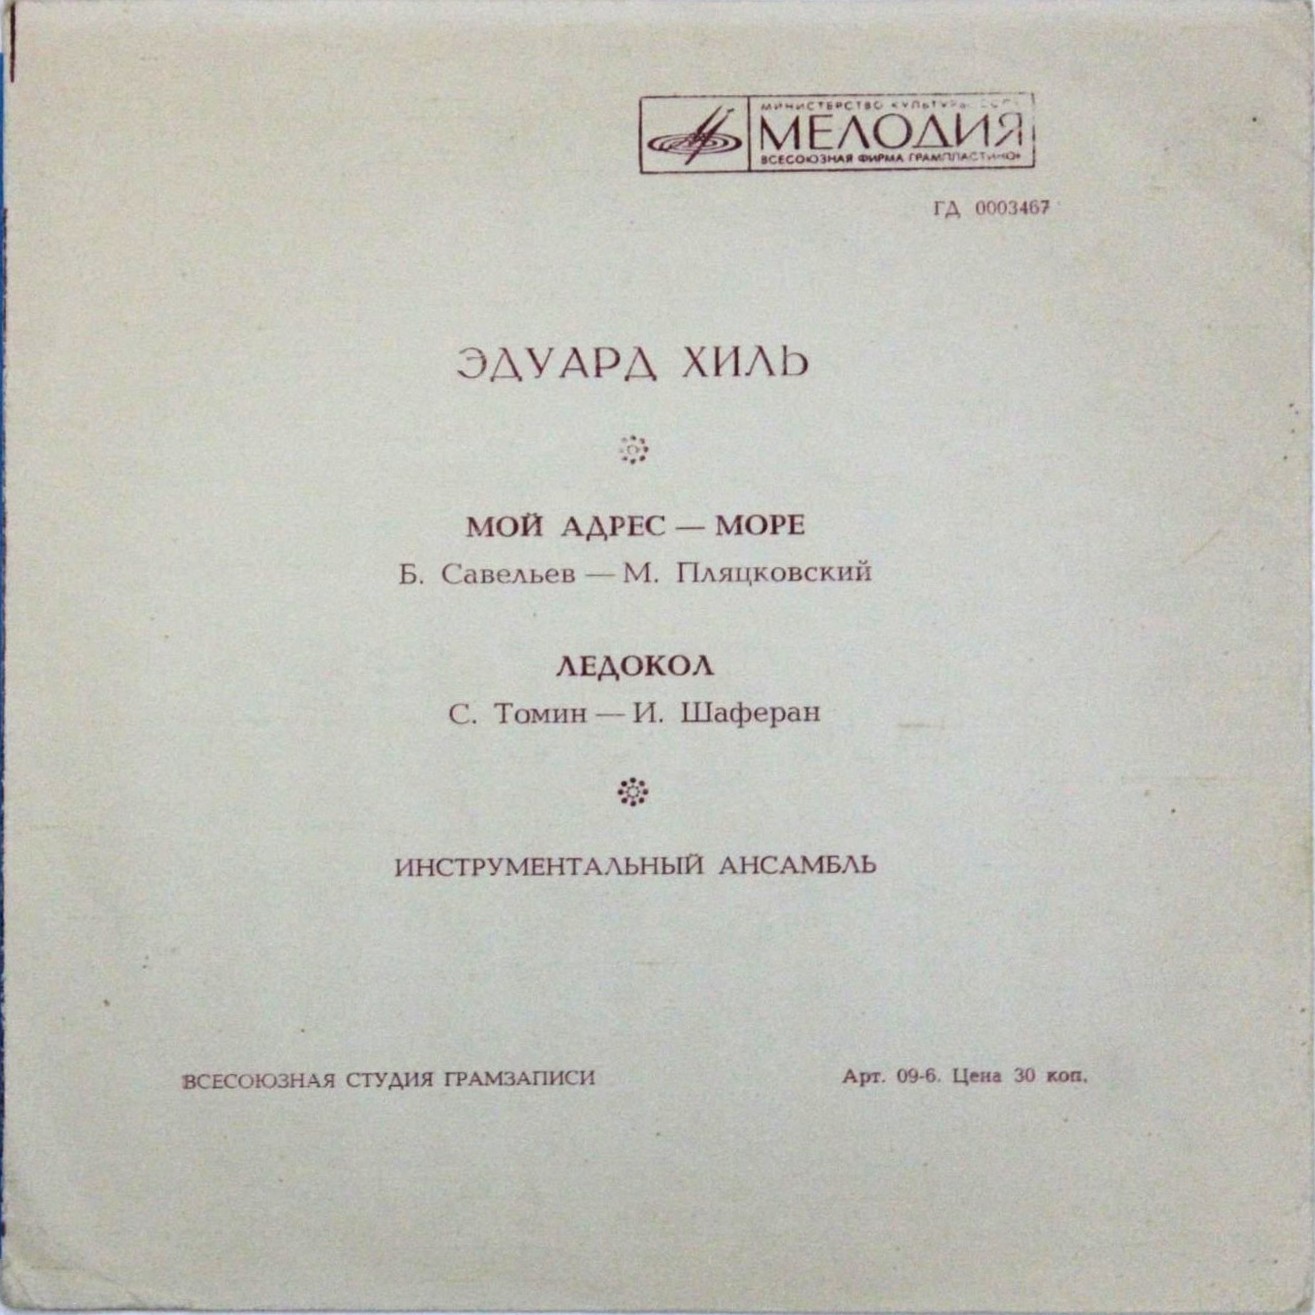 МИНИСТЕРСТВО КУЛЬТУРЫ СССР
МЕЛОДИЯ
ВСЕСОЮЗНАЯ ФИРМА ГРАМПЛАСТИНОК
ГД 0003467
ЭДУАРД ХИЛЬ
МОЙ АДРЕС — МОРЕ
Б. Савельев — М. Пляцковский
ЛЕДОКОЛ
С. Томин — И. Шаферан
ИНСТРУМЕНТАЛЬНЫЙ АНСАМБЛЬ
ВСЕСОЮЗНАЯ СТУДИЯ ГРАМЗАПИСИ
Арт. 09-6. Цена 30 коп.